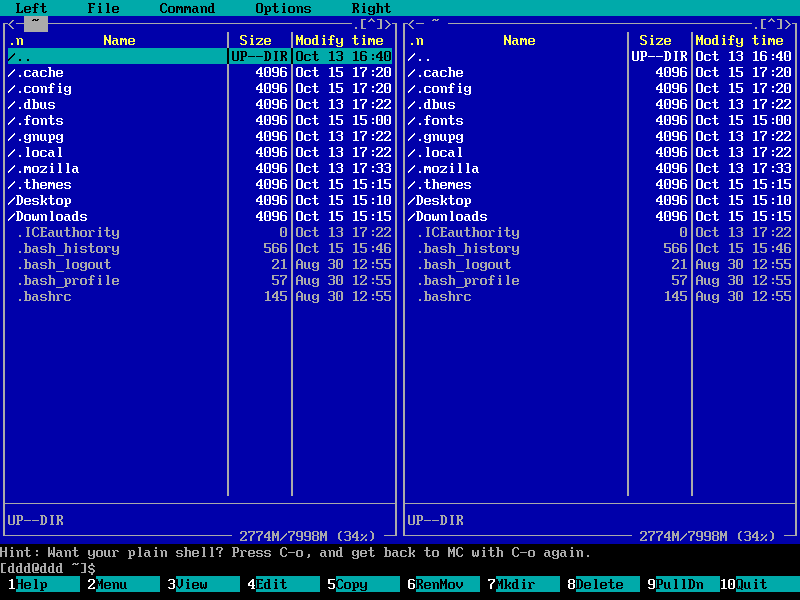 Left File Command Options Right
<─ ~ .[^]> <─ ~ .[^]>
.n Name Size Modify time .n Name Size Modify time
/.. UP--DIR Oct 13 16:40 /.. UP--DIR Oct 13 16:40
/.cache 4096 Oct 15 17:20 /.cache 4096 Oct 15 17:20
/.config 4096 Oct 15 17:20 /.config 4096 Oct 15 17:20
/.dbus 4096 Oct 13 17:22 /.dbus 4096 Oct 13 17:22
/.fonts 4096 Oct 15 15:00 /.fonts 4096 Oct 15 15:00
/.gnupg 4096 Oct 13 17:22 /.gnupg 4096 Oct 13 17:22
/.local 4096 Oct 13 17:22 /.local 4096 Oct 13 17:22
/.mozilla 4096 Oct 13 17:33 /.mozilla 4096 Oct 13 17:33
/.themes 4096 Oct 15 15:15 /.themes 4096 Oct 15 15:15
/Desktop 4096 Oct 15 15:10 /Desktop 4096 Oct 15 15:10
/Downloads 4096 Oct 15 15:15 /Downloads 4096 Oct 15 15:15
.ICEauthority 0 Oct 13 17:22 .ICEauthority 0 Oct 13 17:22
.bash_history 566 Oct 15 15:46 .bash_history 566 Oct 15 15:46
.bash_logout 21 Aug 30 12:55 .bash_logout 21 Aug 30 12:55
.bash_profile 57 Aug 30 12:55 .bash_profile 57 Aug 30 12:55
.bashrc 145 Aug 30 12:55 .bashrc 145 Aug 30 12:55
UP--DIR UP--DIR
2774M/7998M (34%) 2774M/7998M (34%)
Hint: Want your plain shell? Press C-o, and get back to MC with C-o again.
[ddd@ddd ~]$
1Help 2Menu 3View 4Edit 5Copy 6RenMov 7Mkdir 8Delete 9PullDn 10Quit